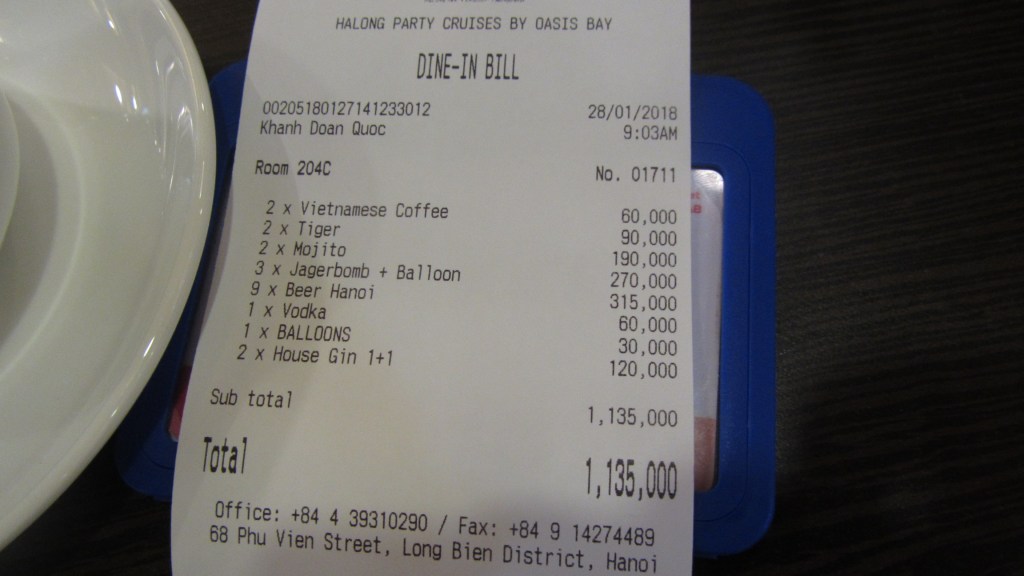 HALONG PARTY CRUISES BY OASIS BAY
DINE-IN BILL
00205180127141233012 28/01/2018
Khanh Doan Quoc 9:03AM
Room 204C No. 01711
2 x Vietnamese Coffee 60,000
2 x Tiger 90,000
2 x Mojito 190,000
3 x Jagerbomb + Balloon 270,000
9 x Beer Hanoi 315,000
1 x Vodka 60,000
1 x BALLOONS 30,000
2 x House Gin 1+1 120,000
Sub total 1,135,000
Total 1,135,000
Office: +84 4 39310290 / Fax: +84 9 14274489
68 Phu Vien Street, Long Bien District, Hanoi